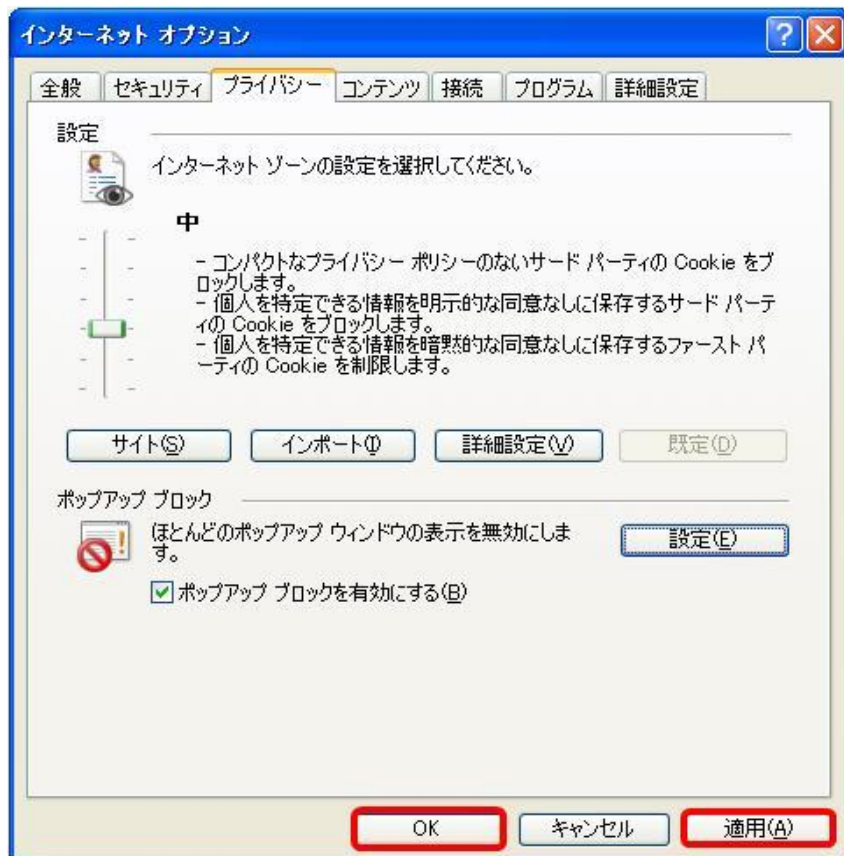 インターネット オプション
全般 セキュリティ プライバシー コンテンツ 接続 プログラム 詳細設定
設定
インターネット ゾーンの設定を選択してください。
中
- コンパクトなプライバシー ポリシーのないサード パーティの Cookie をブ
ロックします。
- 個人を特定できる情報を明示的な同意なしに保存するサード パーテ
ィの Cookie をブロックします。
- 個人を特定できる情報を暗黙的な同意なしに保存するファースト パ
ーティの Cookie を制限します。
サイト(S) インポート(I) 詳細設定(V) 既定(D)
ポップアップ ブロック
ほとんどのポップアップ ウィンドウの表示を無効にしま
す。
設定(E)
ポップアップ ブロックを有効にする(B)
OK キャンセル 適用(A)